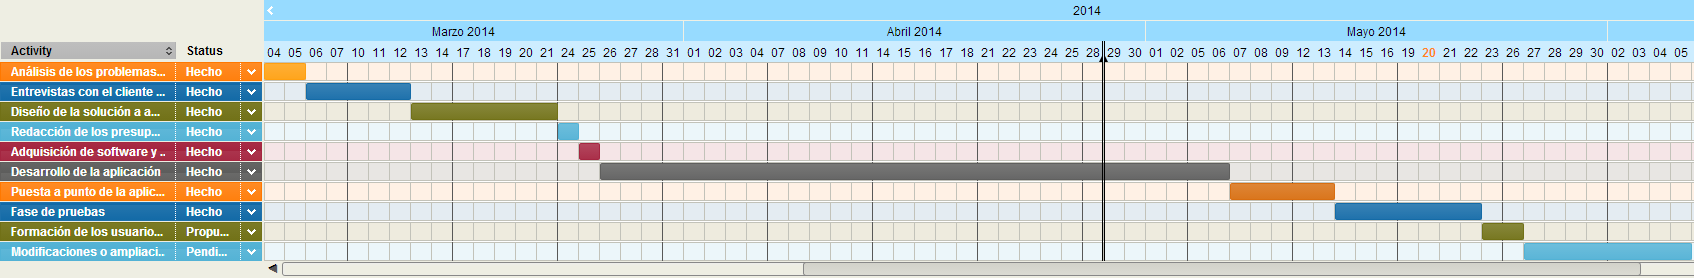 2014
Marzo 2014 Abril 2014 Mayo 2014
Activity Status 04 05 06 07 10 11 12 13 14 17 18 19 20 21 24 25 26 27 28 31 01 02 03 04 07 08 09 10 11 14 15 16 17 18 21 22 23 24 25 28 29 30 01 02 05 06 07 08 09 12 13 14 15 16 19 20 21 22 23 26 27 28 29 30 02 03 04 05
Análisis de los problemas... Hecho
Entrevistas con el cliente ... Hecho
Diseño de la solución a a... Hecho
Redacción de los presup... Hecho
Adquisición de software y .. Hecho
Desarrollo de la aplicación Hecho
Puesta a punto de la aplic... Hecho
Fase de pruebas Hecho
Formación de los usuario... Propu...
Modificaciones o ampliaci... Pendi...